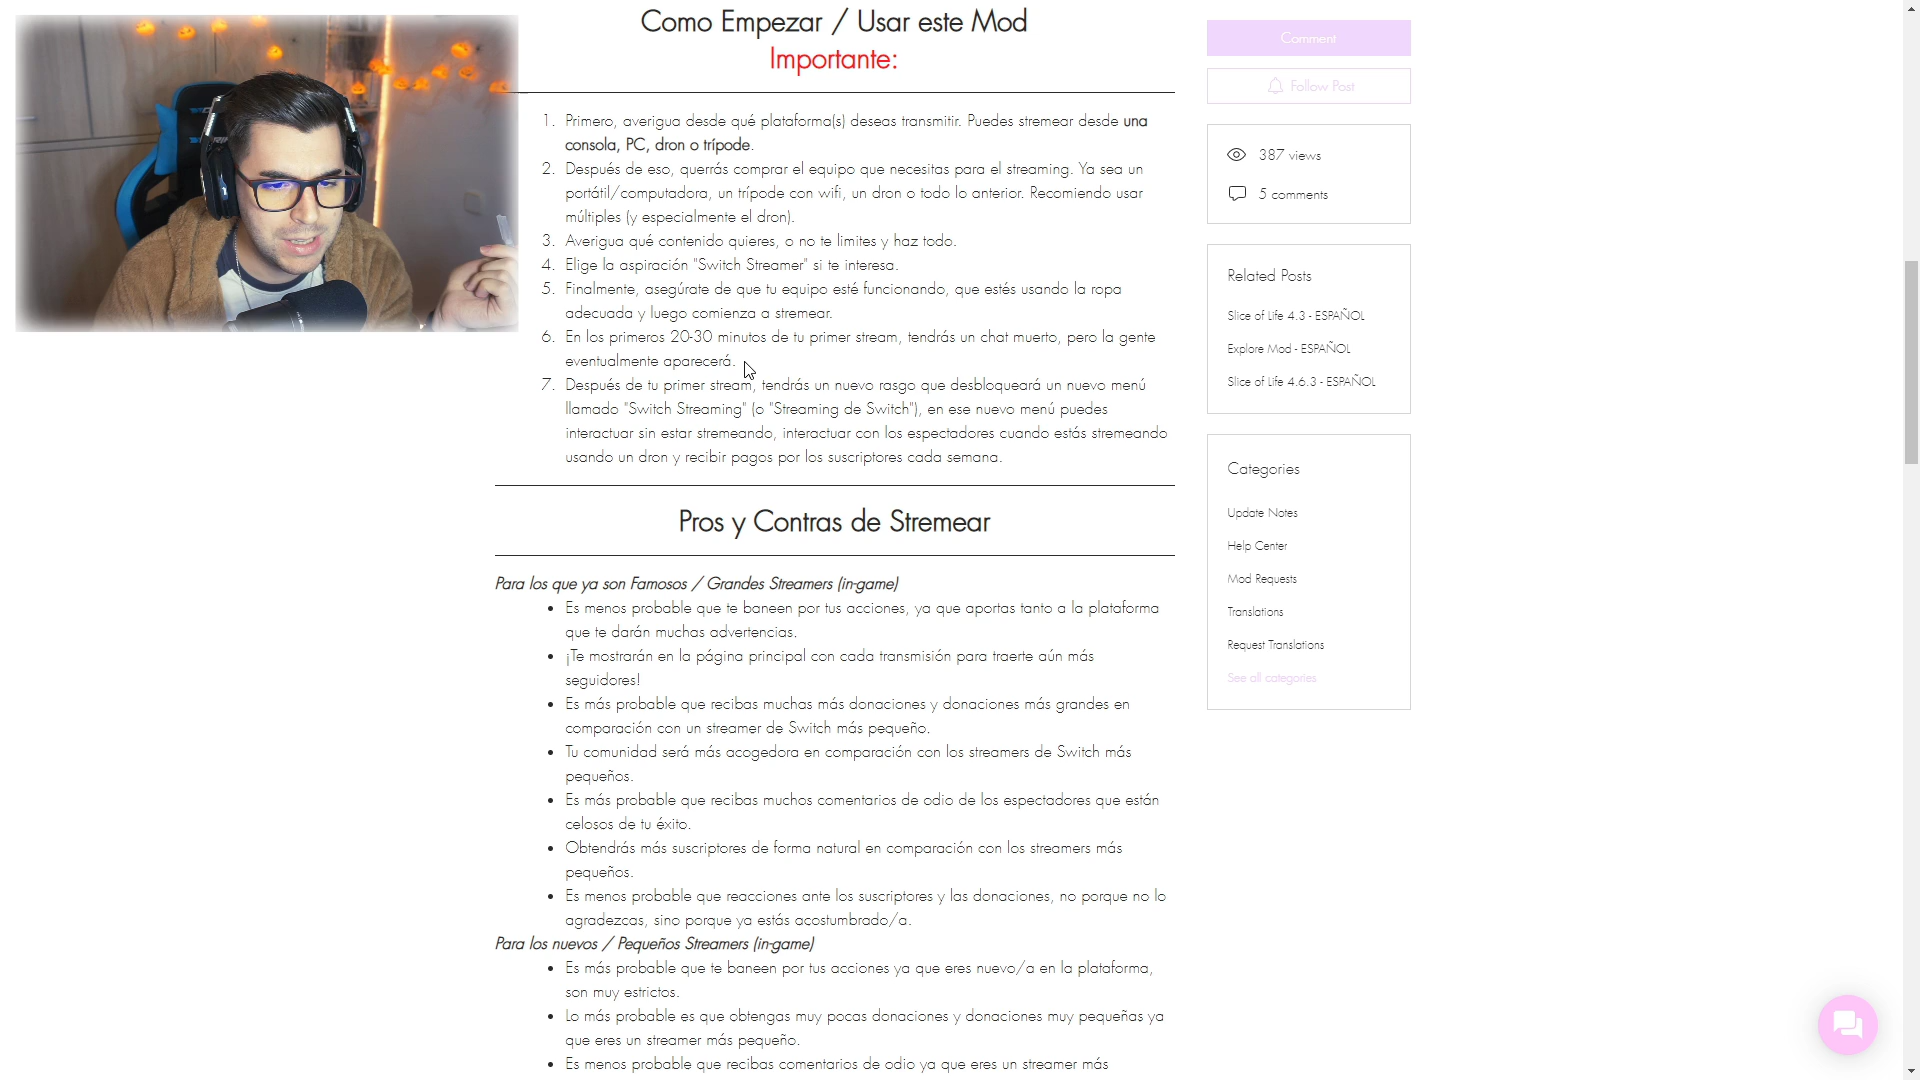 Como Empezar / Usar este Mod
Importante:
1. Primero, averigua desde qué plataforma(s) deseas transmitir. Puedes stremear desde una
consola, PC, dron o trípode.
2. Después de eso, querrás comprar el equipo que necesitas para el streaming. Ya sea un
portátil/computadora, un trípode con wifi, un dron o todo lo anterior. Recomiendo usar
múltiples (y especialmente el dron).
3. Averigua qué contenido quieres, o no te limites y haz todo.
4. Elige la aspiración "Switch Streamer" si te interesa.
5. Finalmente, asegúrate de que tu equipo esté funcionando, que estés usando la ropa
adecuada y luego comienza a stremear.
6. En los primeros 20-30 minutos de tu primer stream, tendrás un chat muerto, pero la gente
eventualmente aparecerá.
7. Después de tu primer stream, tendrás un nuevo rasgo que desbloqueará un nuevo menú
llamado "Switch Streaming" (o "Streaming de Switch"), en ese nuevo menú puedes
interactuar sin estar stremeando, interactuar con los espectadores cuando estás stremeando
usando un dron y recibir pagos por los suscriptores cada semana.
Pros y Contras de Stremear
Para los que ya son Famosos / Grandes Streamers (in-game)
• Es menos probable que te baneen por tus acciones, ya que aportas tanto a la plataforma
que te darán muchas advertencias.
• ¡Te mostrarán en la página principal con cada transmisión para traerte aún más
seguidores!
• Es más probable que recibas muchas más donaciones y donaciones más grandes en
comparación con un streamer de Switch más pequeño.
• Tu comunidad será más acogedora en comparación con los streamers de Switch más
pequeños.
• Es más probable que recibas muchos comentarios de odio de los espectadores que están
celosos de tu éxito.
• Obtendrás más suscriptores de forma natural en comparación con los streamers más
pequeños.
• Es menos probable que reacciones ante los suscriptores y las donaciones, no porque no lo
agradezcas, sino porque ya estás acostumbrado/a.
Para los nuevos / Pequeños Streamers (in-game)
• Es más probable que te baneen por tus acciones ya que eres nuevo/a en la plataforma,
son muy estrictos.
• Lo más probable es que obtengas muy pocas donaciones y donaciones muy pequeñas ya
que eres un streamer más pequeño.
• Es menos probable que recibas comentarios de odio ya que eres un streamer más
Comment
Follow Post
387 views
5 comments
Related Posts
Slice of Life 4.3 - ESPAÑOL
Explore Mod - ESPAÑOL
Slice of Life 4.6.3 - ESPAÑOL
Categories
Update Notes
Help Center
Mod Requests
Translations
Request Translations
See all categories